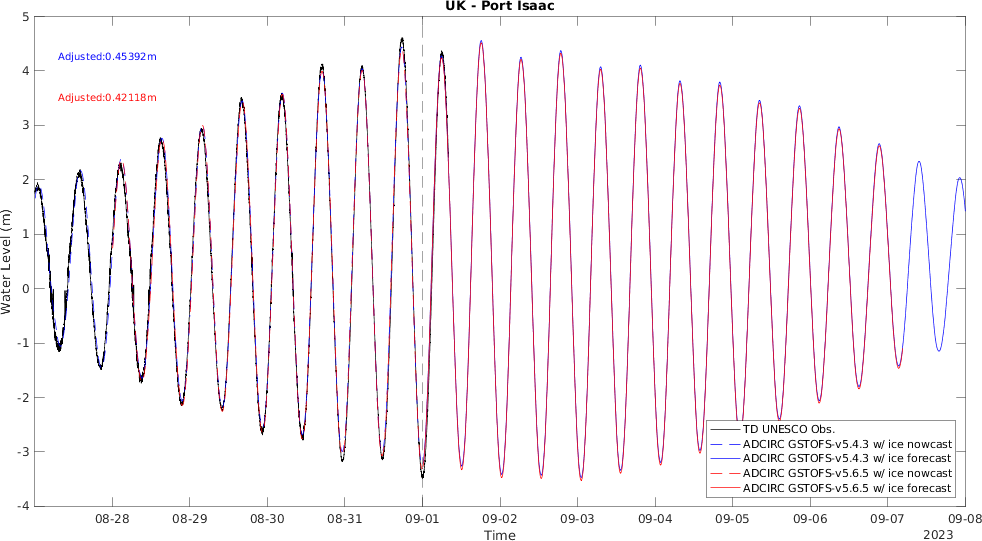 UK - Port Isaac
5
4
3
2
1
0
-1
-2
-3
-4
Water Level (m)
Adjusted:0.45392m
Adjusted:0.42118m
TD UNESCO Obs.
ADCIRC GSTOFS-v5.4.3 w/ ice nowcast
ADCIRC GSTOFS-v5.4.3 w/ ice forecast
ADCIRC GSTOFS-v5.6.5 w/ ice nowcast
ADCIRC GSTOFS-v5.6.5 w/ ice forecast
08-28 08-29 08-30 08-31 09-01 09-02 09-03 09-04 09-05 09-06 09-07 09-08
Time
2023